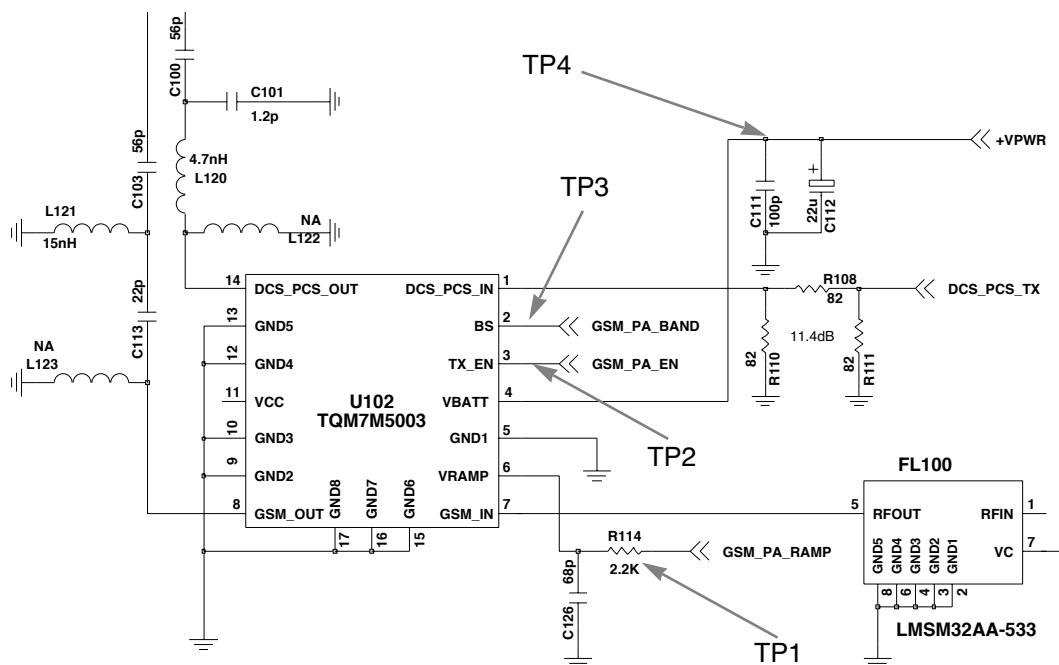 56p
C100
C101
1.2p
TP4
+VPWR
56p
C103
4.7nH
L120
TP3
C111
100p
+
22u
C112
L121
15nH
NA
L122
22p
C113
14
DCS_PCS_OUT
DCS_PCS_IN
1
R108
82
DCS_PCS_TX
13
GND5
BS
2
GSM_PA_BAND
82
R110
11.4dB
82
R111
NA
L123
12
GND4
TX_EN
3
GSM_PA_EN
11
VCC
U102
TQM7M5003
VBATT
4
10
GND3
GND1
5
TP2
9
GND2
VRAMP
6
FL100
8
GSM_OUT
GND8
GND7
GND6
GSM_IN
7
17
16
15
5
RFOUT
RFIN
1
VC
7
GND5
GND4
GND3
GND2
GND1
8
6
4
3
2
R114
2.2K
GSM_PA_RAMP
68p
C126
TP1
LMSM32AA-533